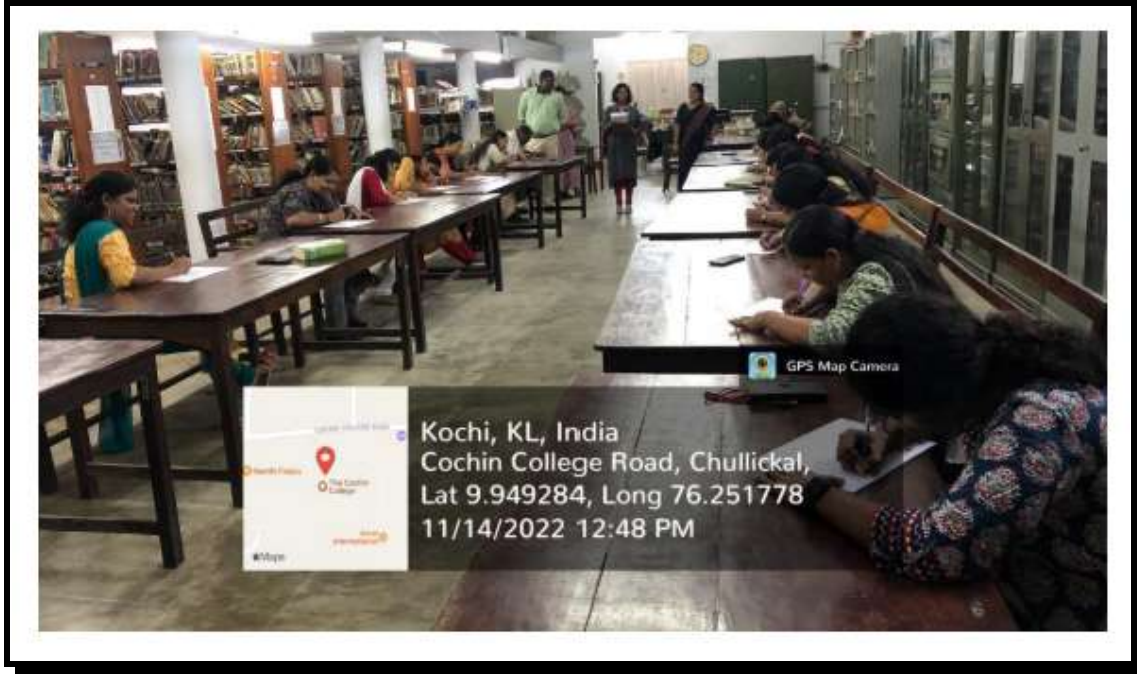 GPS Map Camera
Kochi, KL, India
Cochin College Road, Chullickal,
Lat 9.949284, Long 76.251778
11/14/2022 12:48 PM
The Cochin
College
Maps